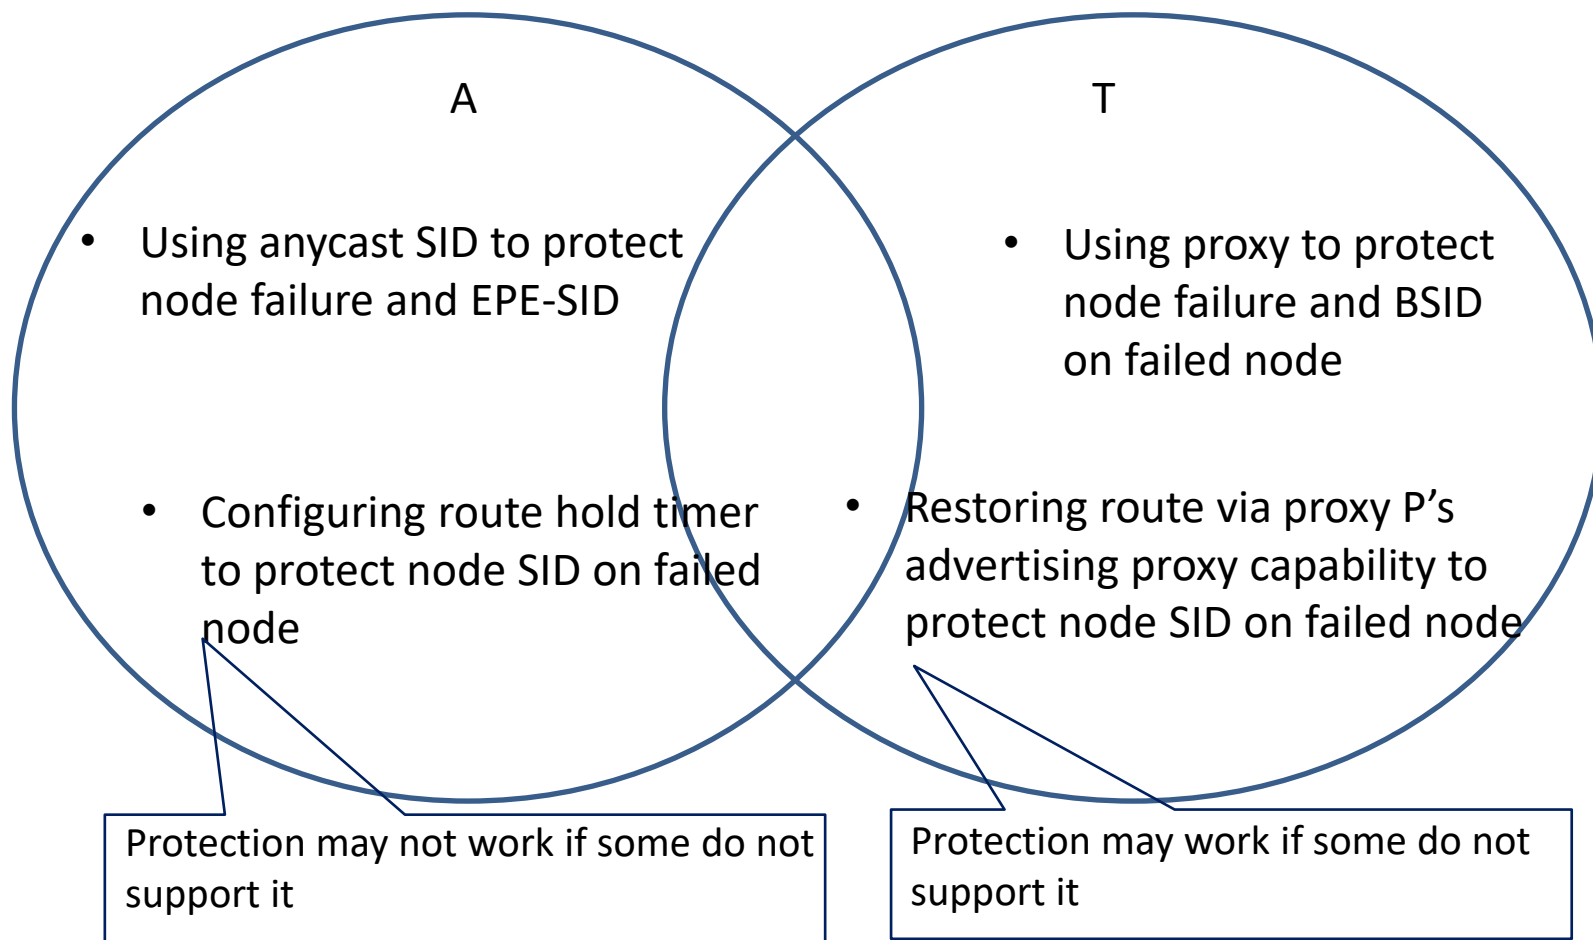 A
T
• Using anycast SID to protect
node failure and EPE-SID
• Using proxy to protect
node failure and BSID
on failed node
• Configuring route hold timer
to protect node SID on failed
node
• Restoring route via proxy P’s
advertising proxy capability to
protect node SID on failed node
Protection may not work if some do not
support it
Protection may work if some do not
support it